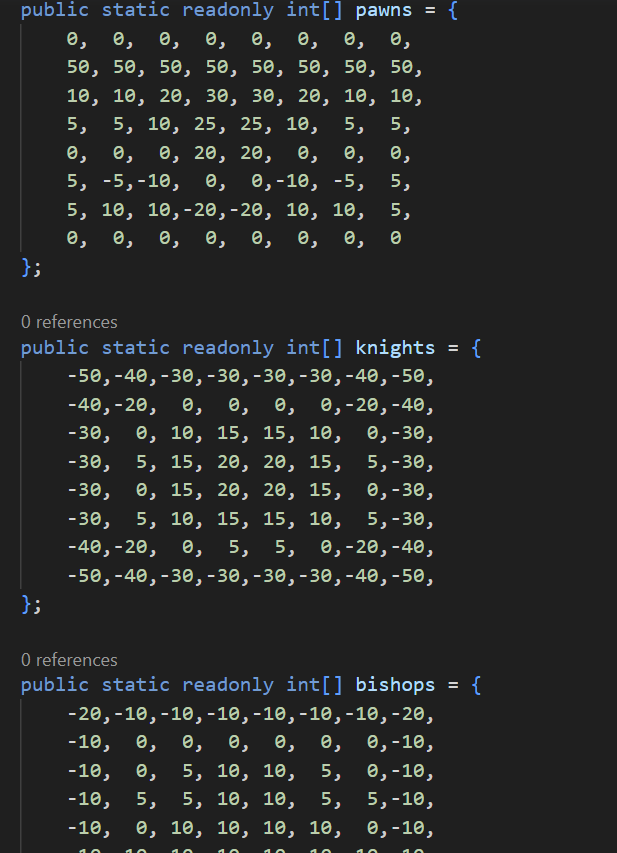 public static readonly int[] pawns = {
0, 0, 0, 0, 0, 0, 0, 0,
50, 50, 50, 50, 50, 50, 50, 50,
10, 10, 20, 30, 30, 20, 10, 10,
5, 5, 10, 25, 25, 10, 5, 5,
0, 0, 0, 20, 20, 0, 0, 0,
5, -5,-10, 0, 0,-10, -5, 5,
5, 10, 10,-20,-20, 10, 10, 5,
0, 0, 0, 0, 0, 0, 0, 0
};
0 references
public static readonly int[] knights = {
-50,-40,-30,-30,-30,-30,-40,-50,
-40,-20, 0, 0, 0, 0,-20,-40,
-30, 0, 10, 15, 15, 10, 0,-30,
-30, 5, 15, 20, 20, 15, 5,-30,
-30, 0, 15, 20, 20, 15, 0,-30,
-30, 5, 10, 15, 15, 10, 5,-30,
-40,-20, 0, 5, 5, 0,-20,-40,
-50,-40,-30,-30,-30,-30,-40,-50,
};
0 references
public static readonly int[] bishops = {
-20,-10,-10,-10,-10,-10,-10,-20,
-10, 0, 0, 0, 0, 0, 0,-10,
-10, 0, 5, 10, 10, 5, 0,-10,
-10, 5, 5, 10, 10, 5, 5,-10,
-10, 0, 10, 10, 10, 10, 0,-10,